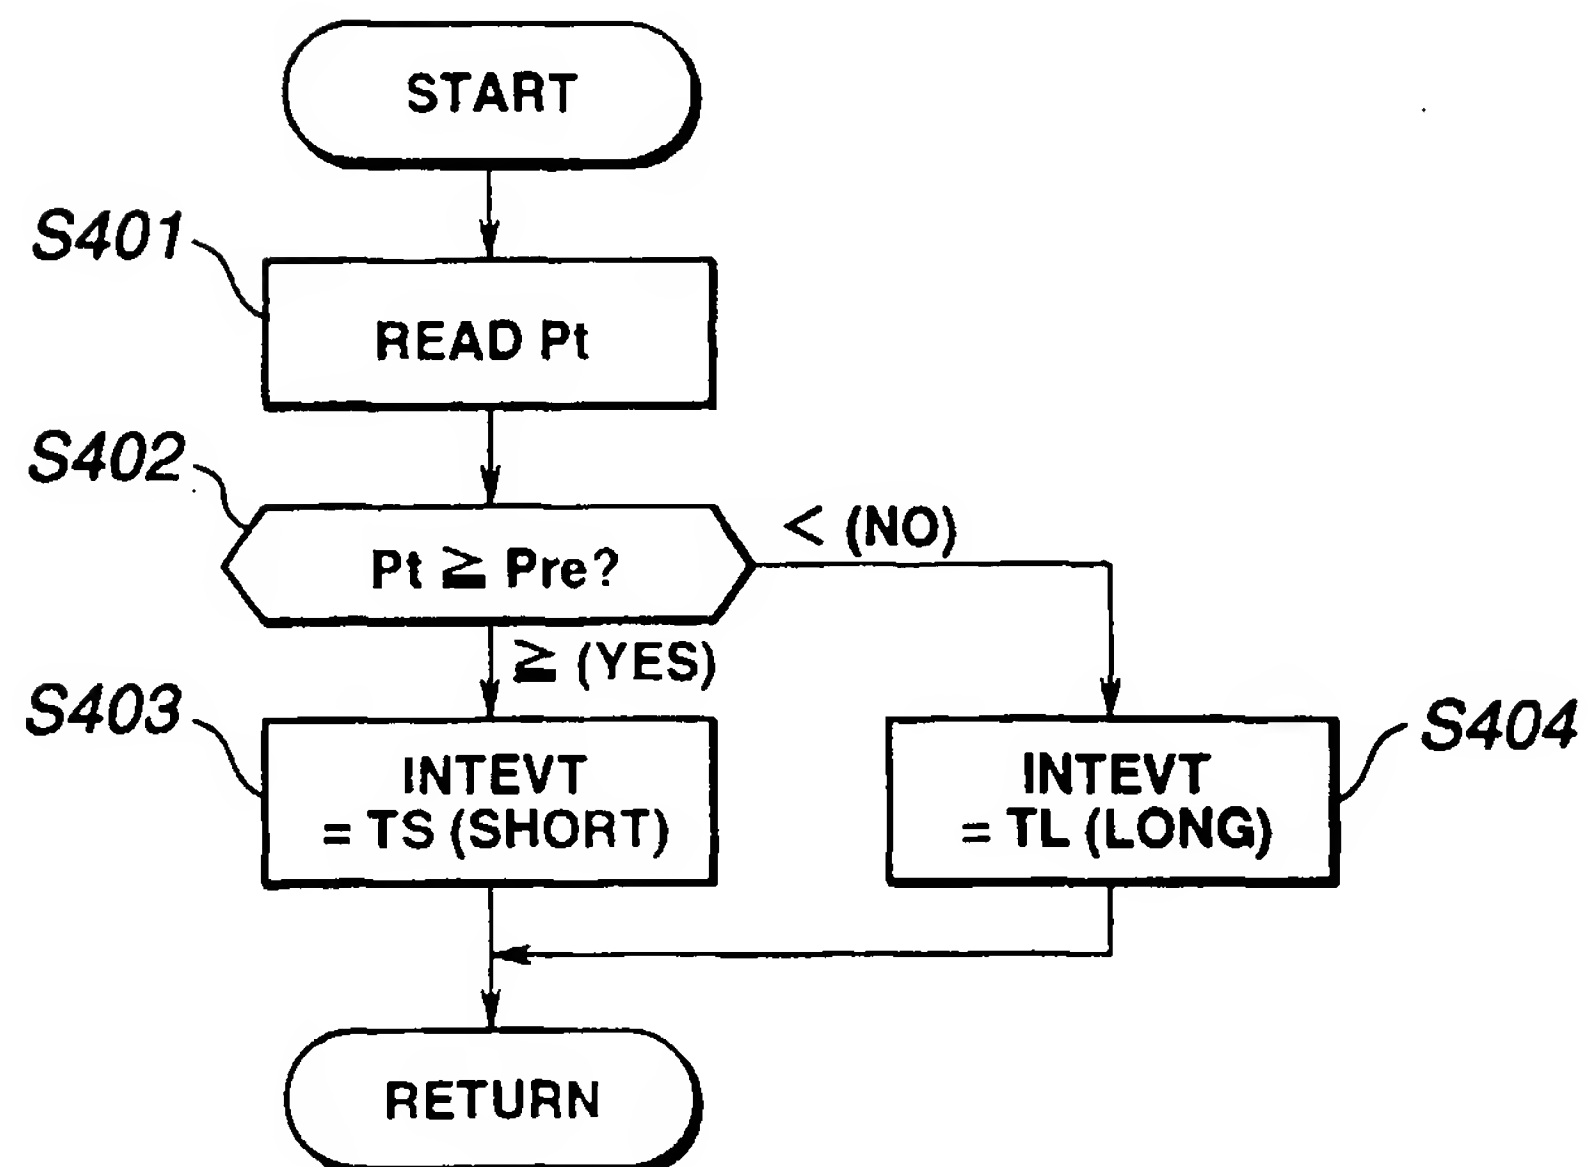 START
S401
READ Pt
S402
Pt ≧ Pre?
< (NO)
≧ (YES)
S403
INTEVT
= TS (SHORT)
INTEVT
= TL (LONG)
S404
RETURN